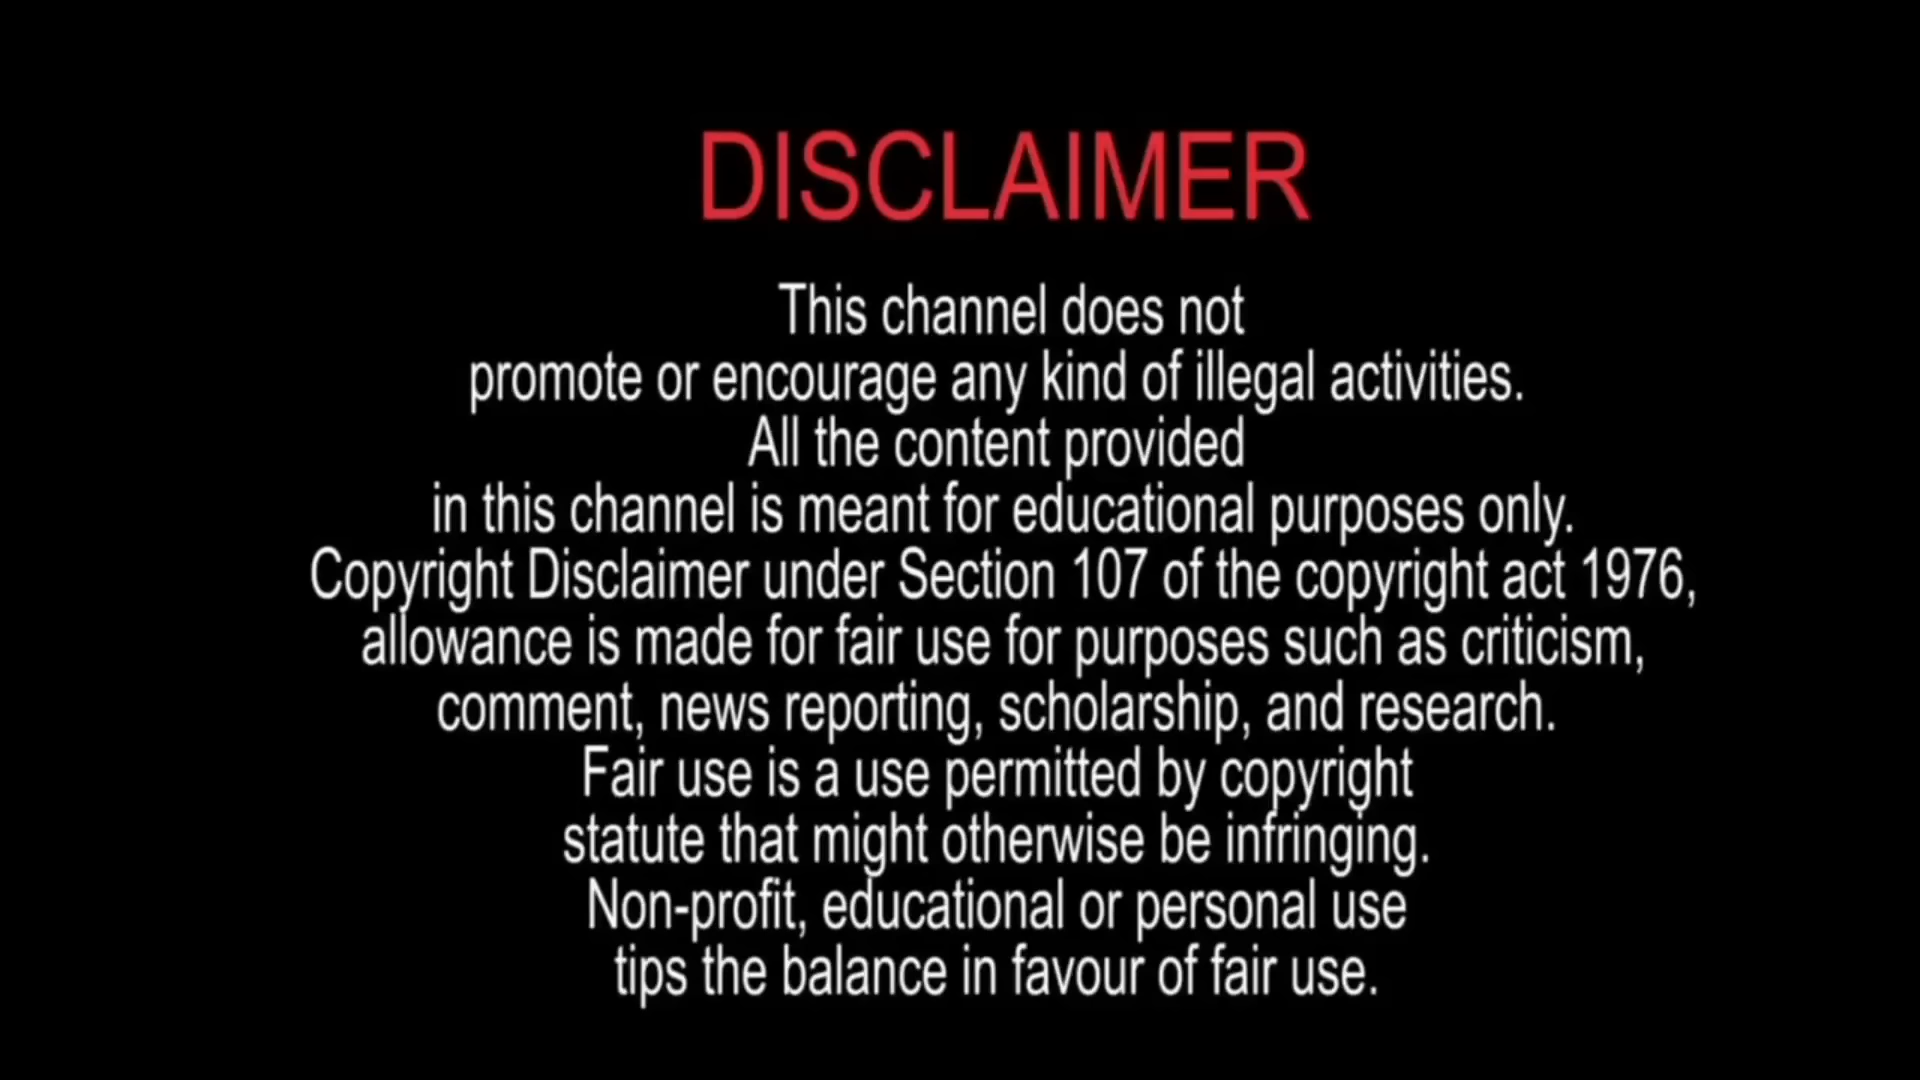 DISCLAIMER
This channel does not
promote or encourage any kind of illegal activities.
All the content provided
in this channel is meant for educational purposes only.
Copyright Disclaimer under Section 107 of the copyright act 1976,
allowance is made for fair use for purposes such as criticism,
comment, news reporting, scholarship, and research.
Fair use is a use permitted by copyright
statute that might otherwise be infringing.
Non-profit, educational or personal use
tips the balance in favour of fair use.